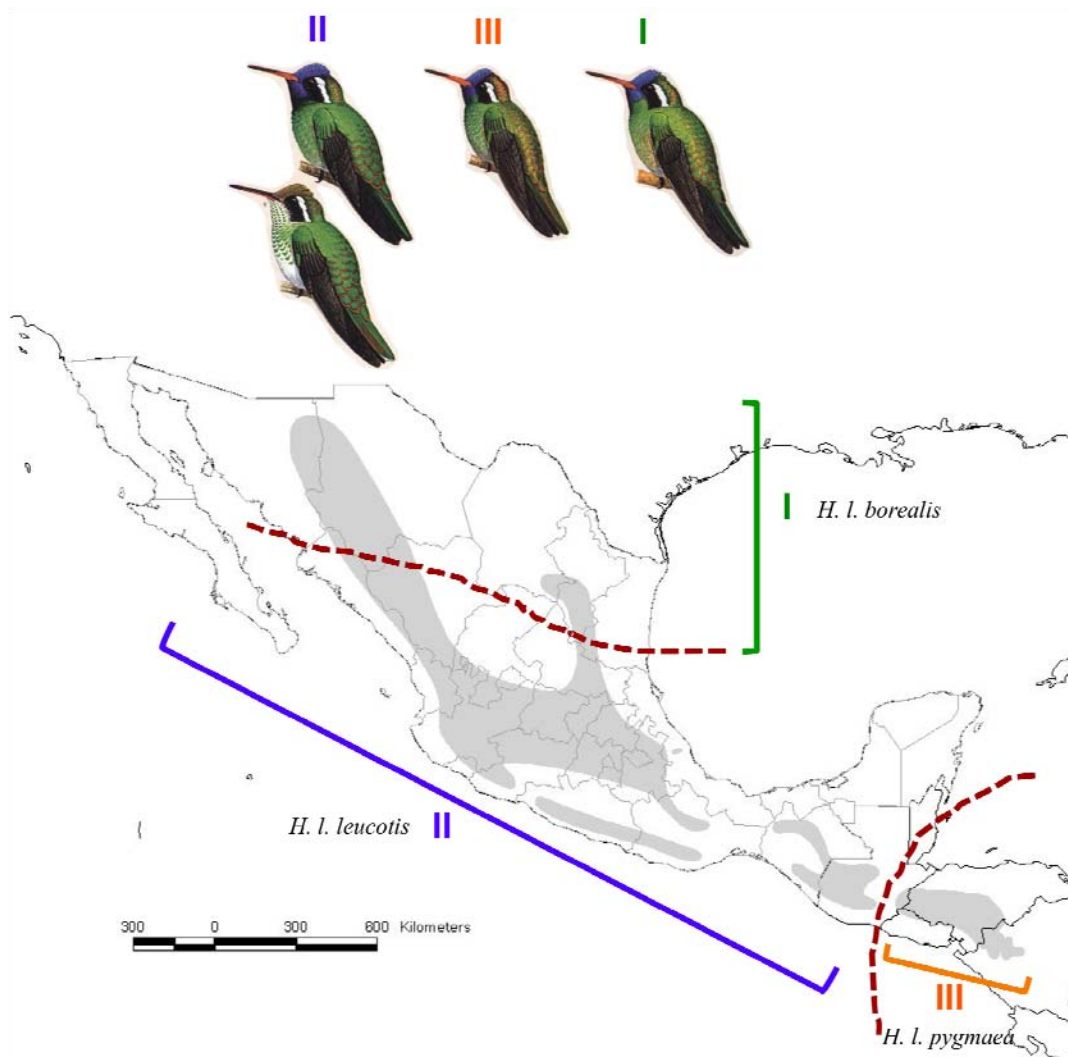 II
III
I
I H. l. borealis
H. l. leucotis II
300 0 300 600 Kilometers
III
H. l. pygmaea